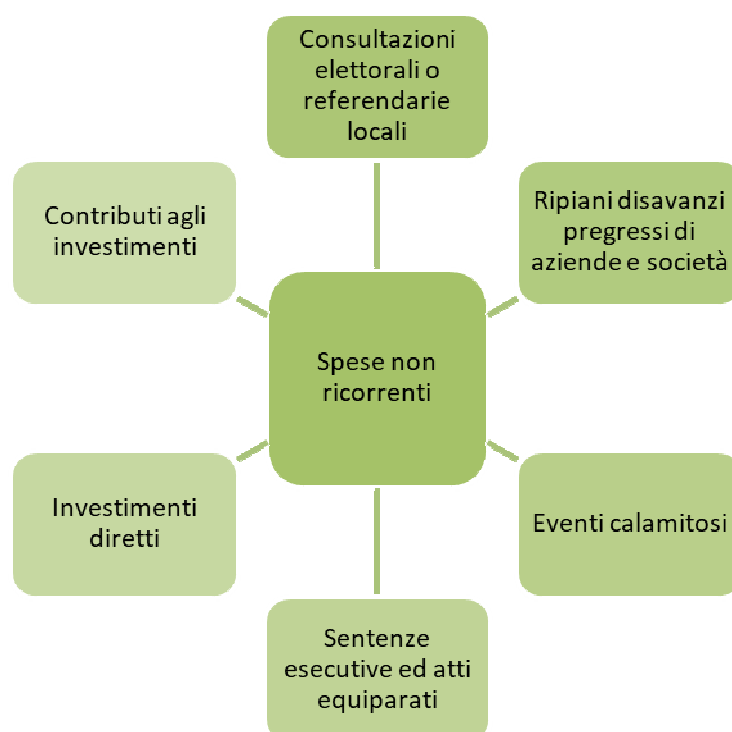 Consultazioni
elettorali o
referendarie
locali
Ripiani disavanzi
pregressi di
aziende e società
Eventi calamitosi
Sentenze
esecutive ed atti
equiparati
Investimenti
diretti
Contributi agli
investimenti
Spese non
ricorrenti